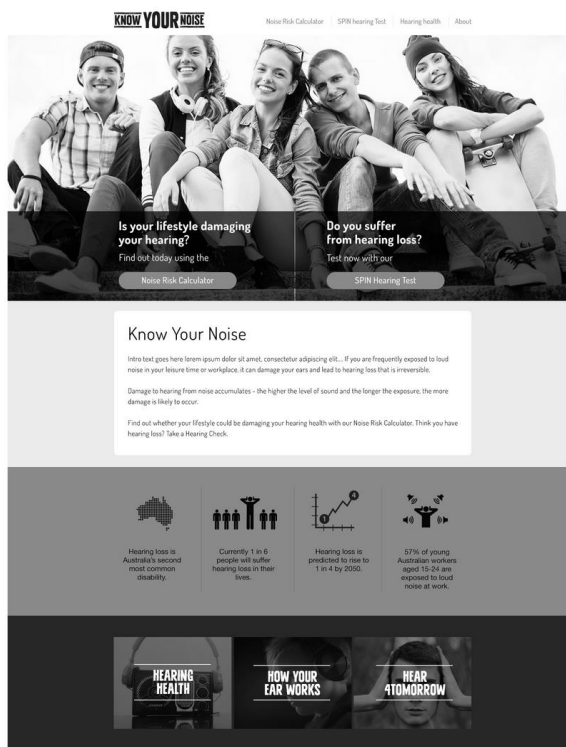 KNOW YOUR NOISE
Noise Risk Calculator
SPIN hearing Test
Hearing health
About
Is your lifestyle damaging
your hearing?
Find out today using the
Noise Risk Calculator
Do you suffer
from hearing loss?
Test now with our
SPIN Hearing Test
Know Your Noise
Intro text goes here lorem ipsum dolor sit amet, consectetur adipiscing elit.... If you are frequently exposed to loud
noise in your leisure time or workplace, it can damage your ears and lead to hearing loss that is irreversible.
Damage to hearing from noise accumulates – the higher the level of sound and the longer the exposure, the more
damage is likely to occur.
Find out whether your lifestyle could be damaging your hearing health with our Noise Risk Calculator. Think you have
hearing loss? Take a Hearing Check.
Hearing loss is
Australia's second
most common
disability.
Currently 1 in 6
people will suffer
hearing loss in their
lives.
1
4
Hearing loss is
predicted to rise to
1 in 4 by 2050.
57% of young
Australian workers
aged 15-24 are
exposed to loud
noise at work.
HEARING
HEALTH
HOW YOUR
EAR WORKS
HEAR
4TOMORROW